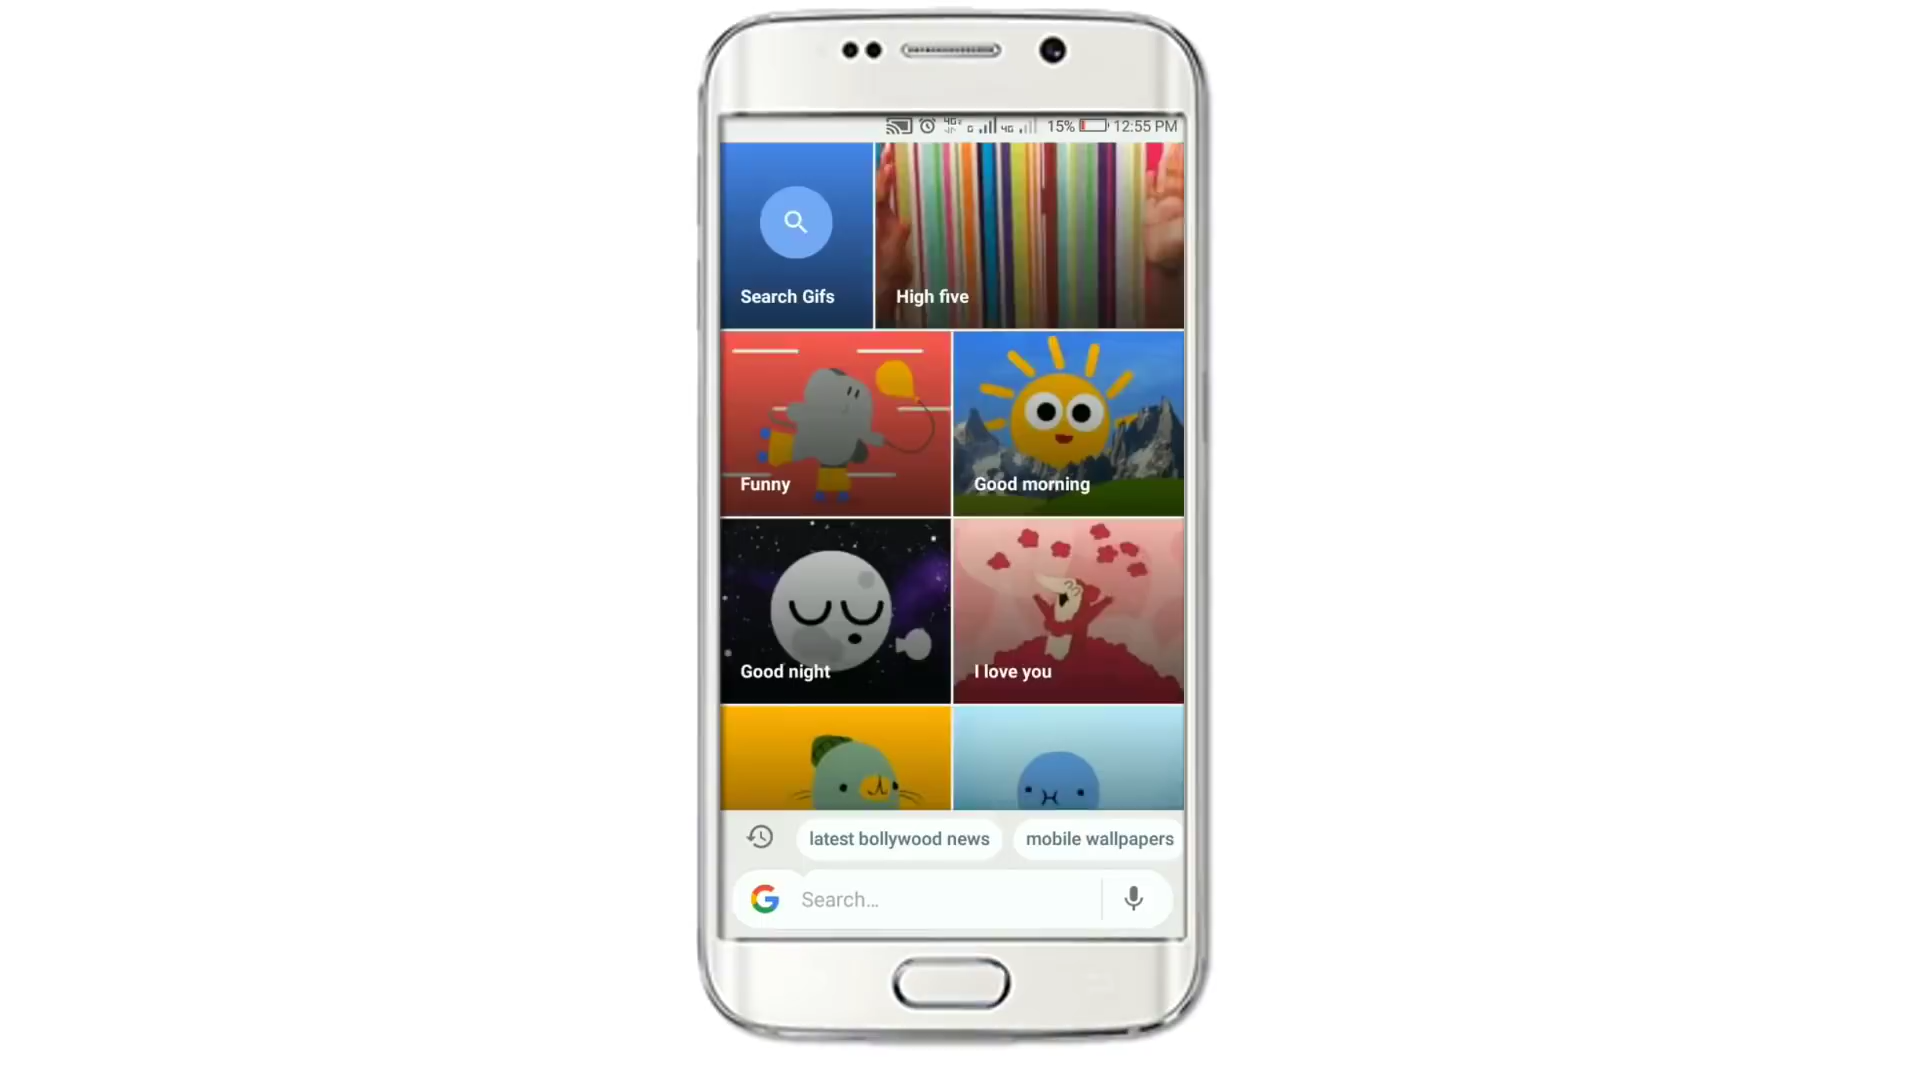 15% 12:55 PM
Search Gifs
High five
Funny
Good morning
Good night
I love you
latest bollywood news
mobile wallpapers
Search...